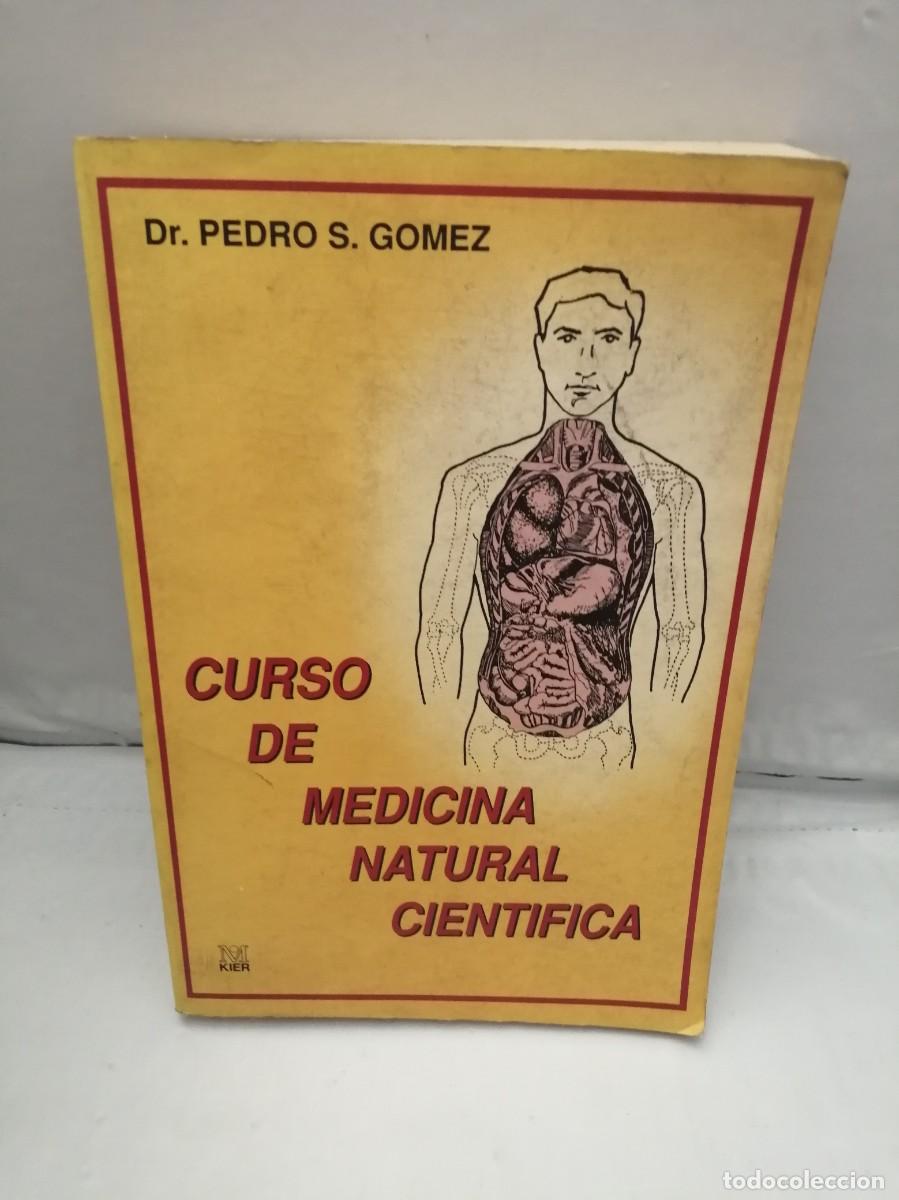 Dr. PEDRO S. GOMEZ
CURSO
DE
MEDICINA
NATURAL
CIENTIFICA
KIER
todocoleccion